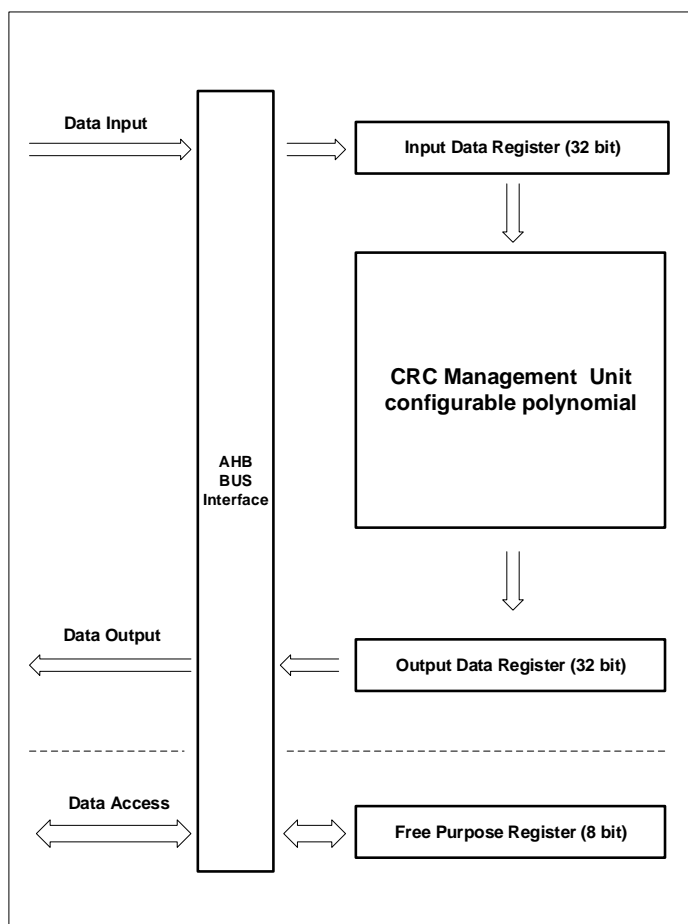 Data Input
Input Data Register (32 bit)
CRC Management Unit
configurable polynomial
AHB
BUS
Interface
Data Output
Output Data Register (32 bit)
Data Access
Free Purpose Register (8 bit)